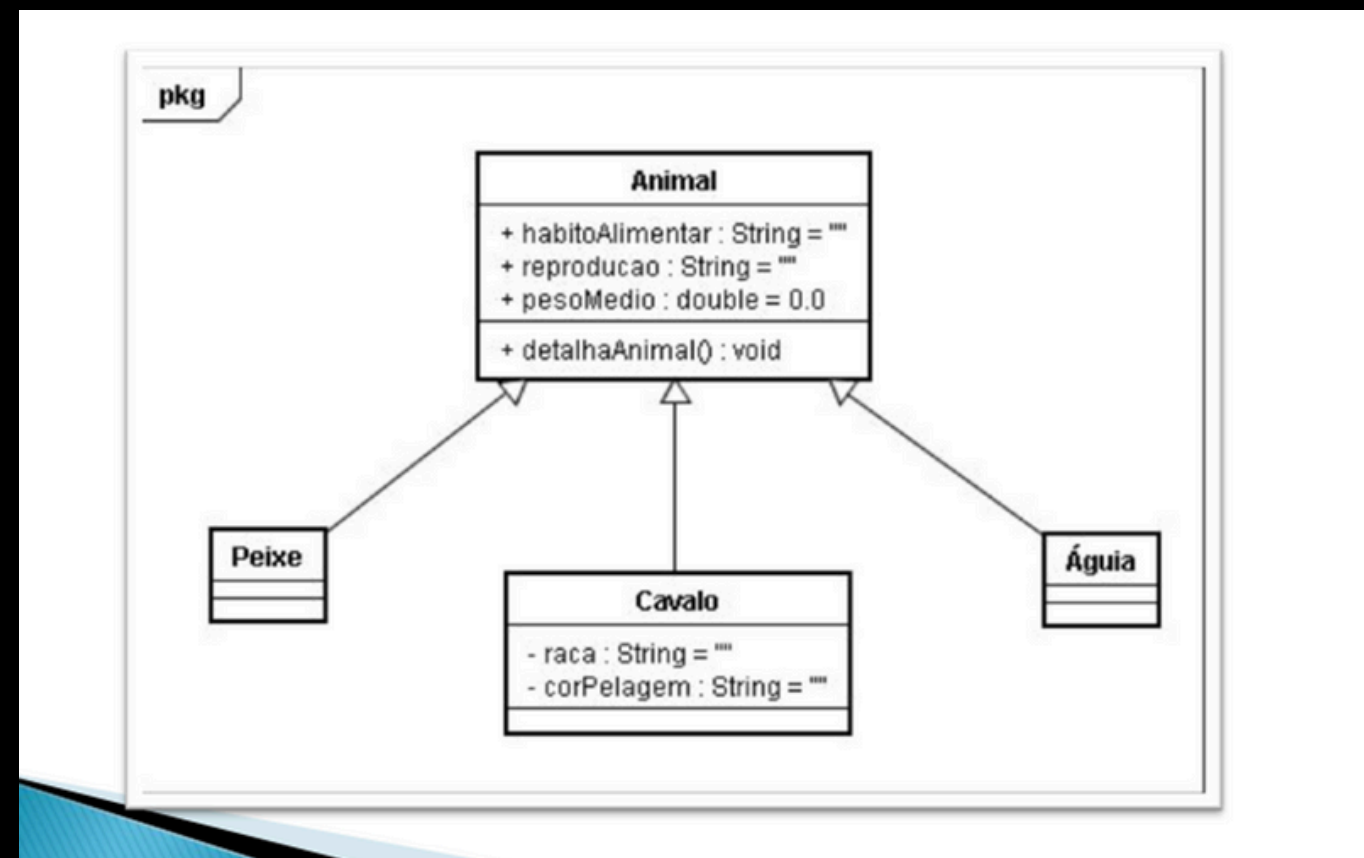 pkg
Animal
+ habitoAlimentar : String = ""
+ reproducao : String = ""
+ pesoMedio : double = 0.0
+ detalhaAnimal() : void
Peixe
Cavalo
- raca : String = ""
- corPelagem : String = ""
Águia